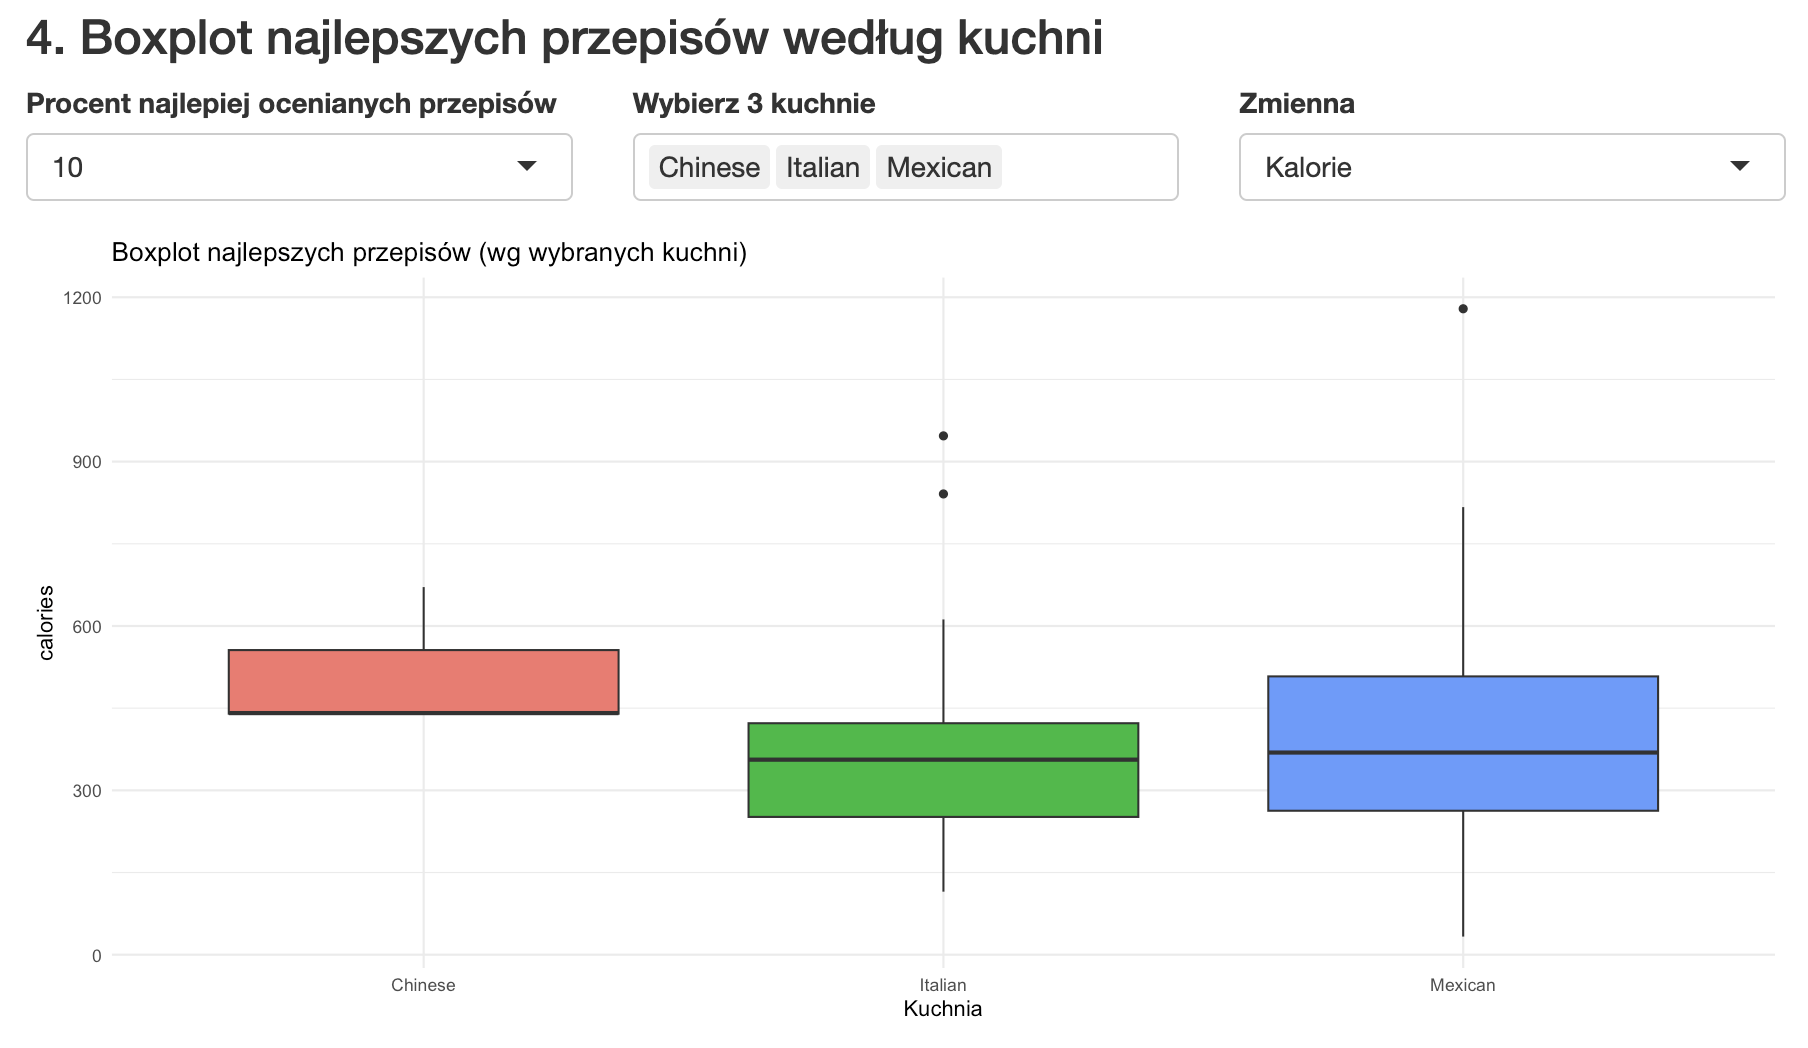 4. Boxplot najlepszych przepisów według kuchni
Procent najlepiej ocenianych przepisów
Wybierz 3 kuchnie
Zmienna
10
Chinese Italian Mexican
Kalorie
Boxplot najlepszych przepisów (wg wybranych kuchni)
1200
900
600
300
0
calories
Chinese
Italian
Mexican
Kuchnia